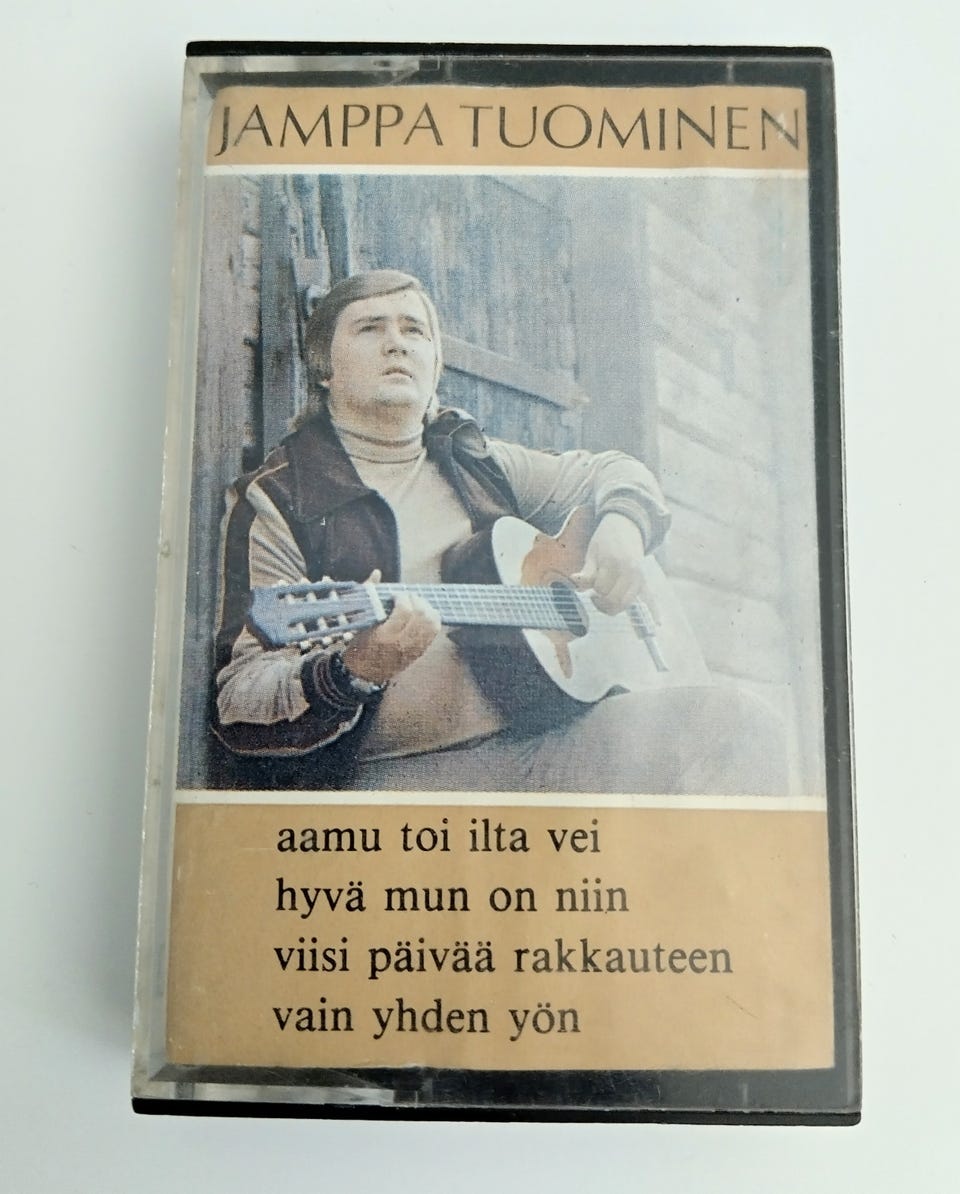 JAMPPA TUOMINEN
aamu toi ilta vei
hyvä mun on niin
viisi päivää rakkauteen
vain yhden yön